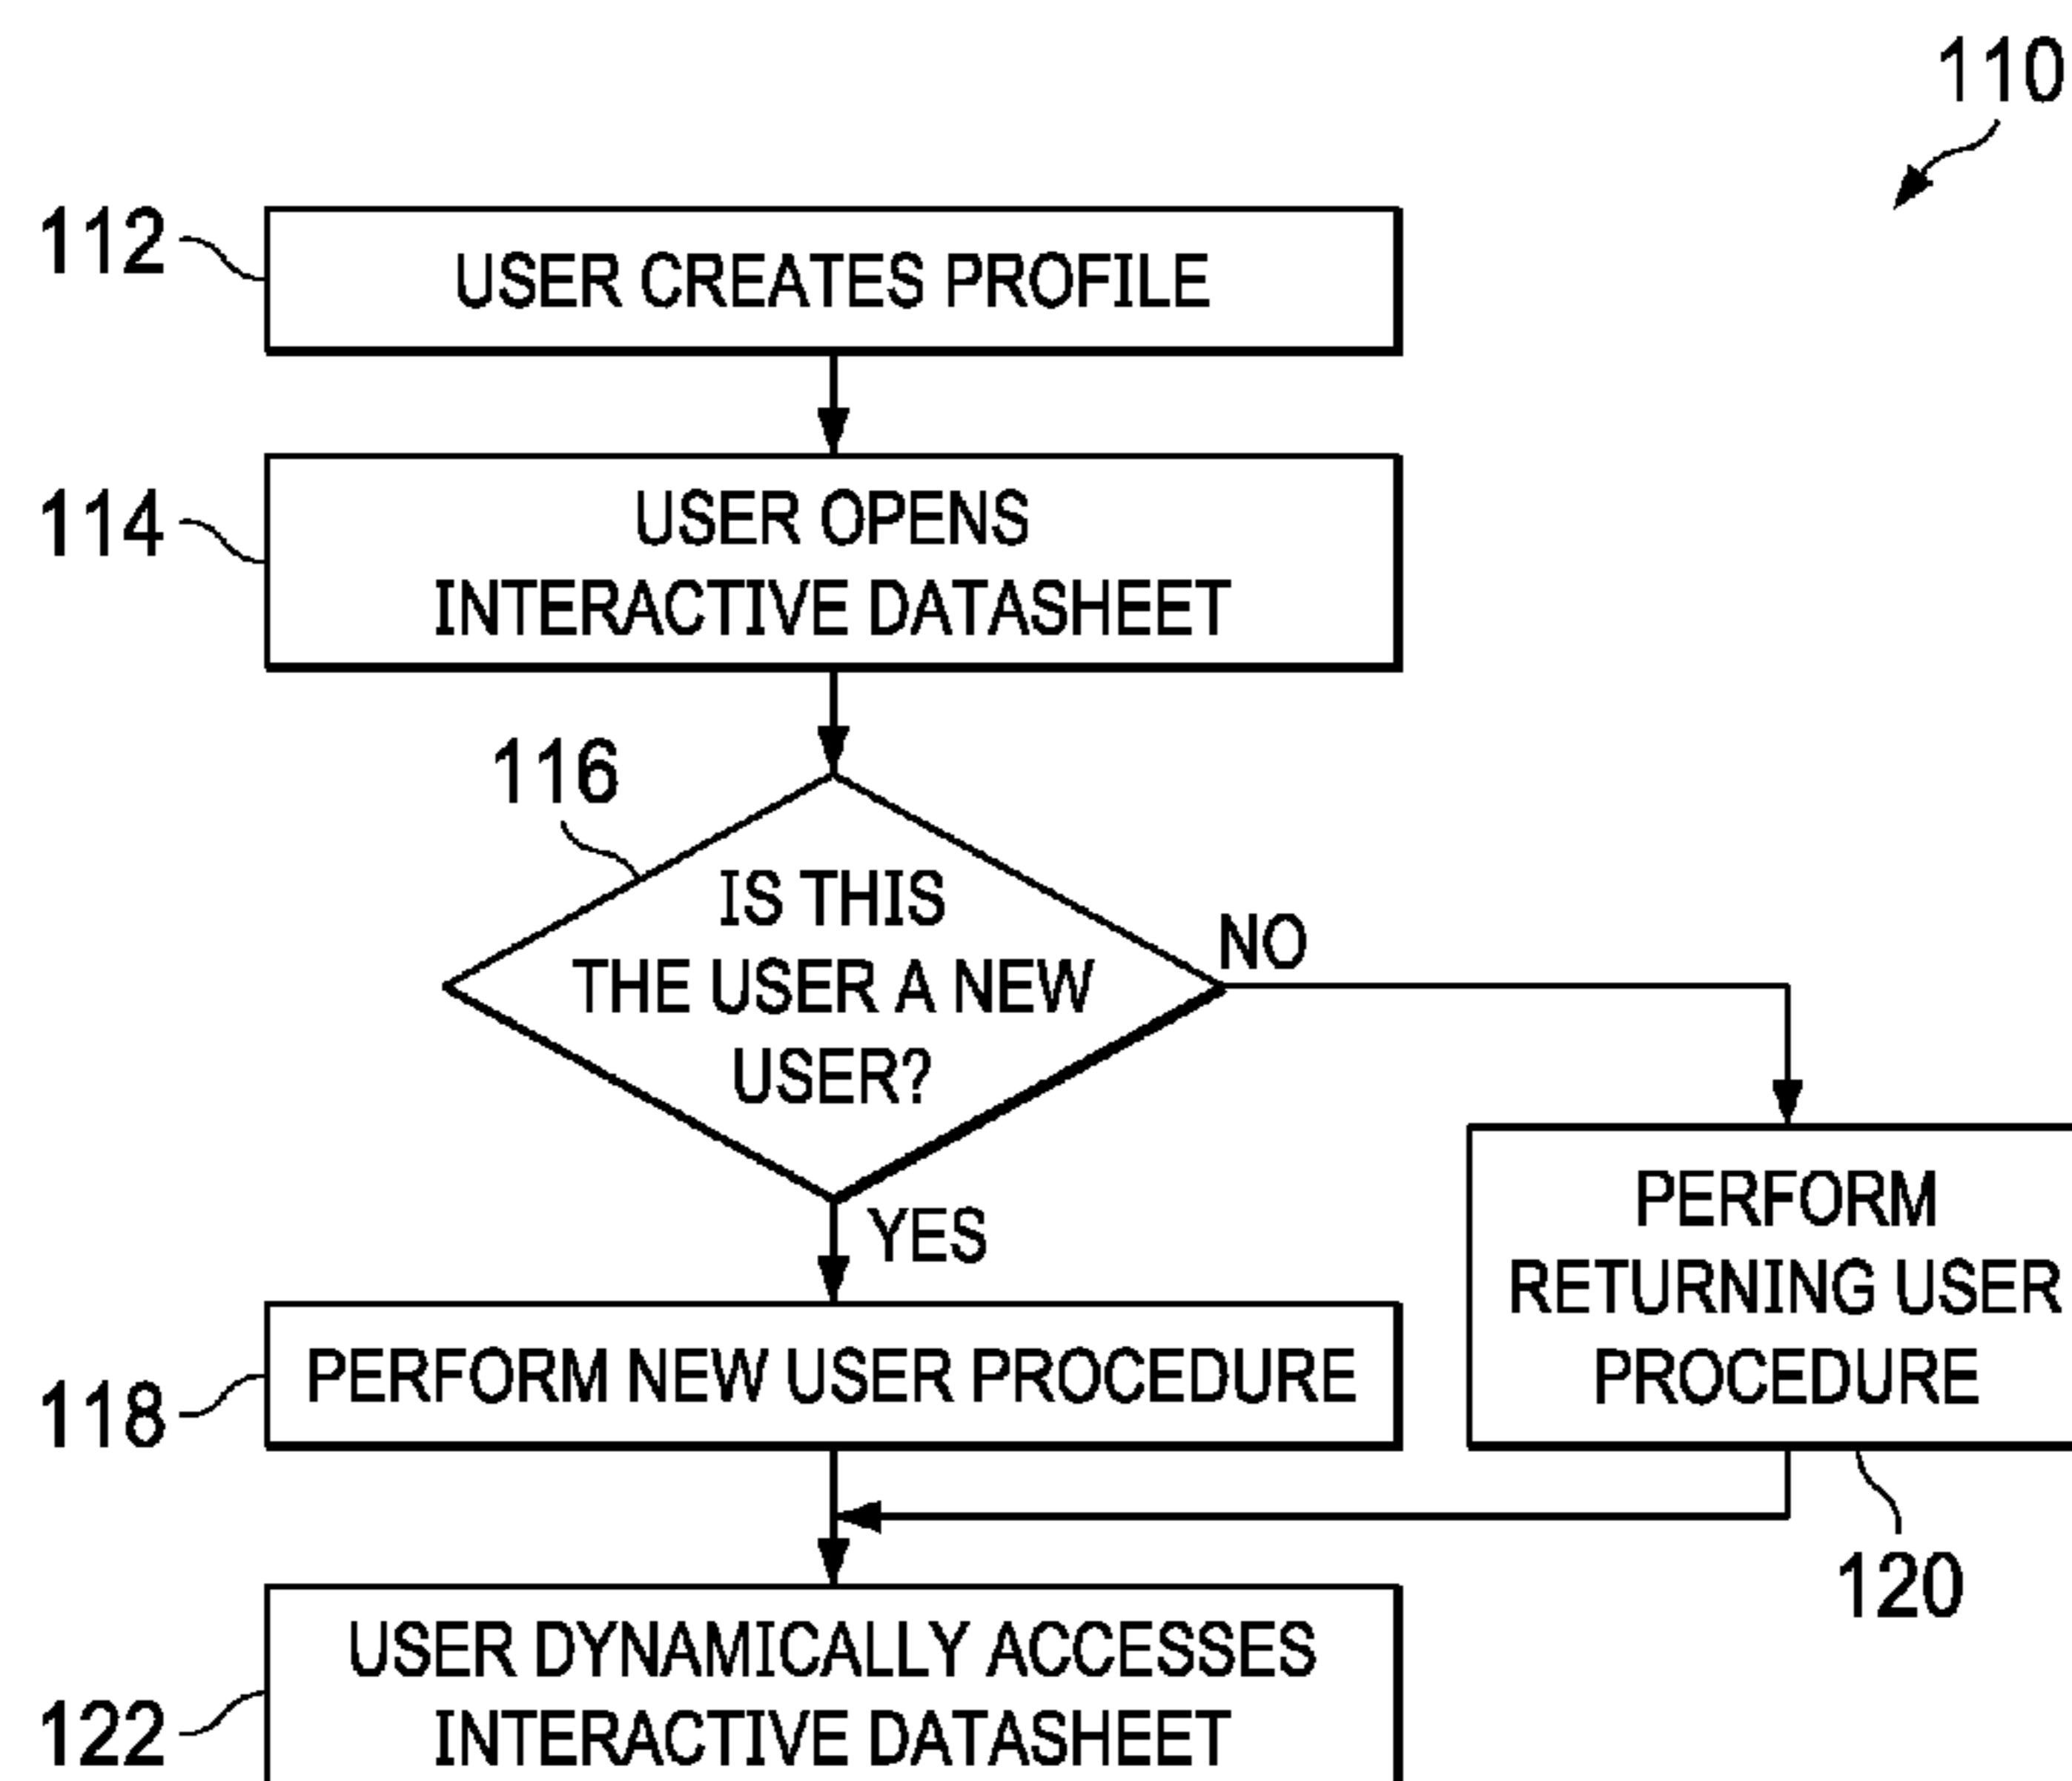 110
112
USER CREATES PROFILE
114
USER OPENS
INTERACTIVE DATASHEET
116
IS THIS
THE USER A NEW
USER?
NO
YES
PERFORM
RETURNING USER
PROCEDURE
118
PERFORM NEW USER PROCEDURE
120
122
USER DYNAMICALLY ACCESSES
INTERACTIVE DATASHEET